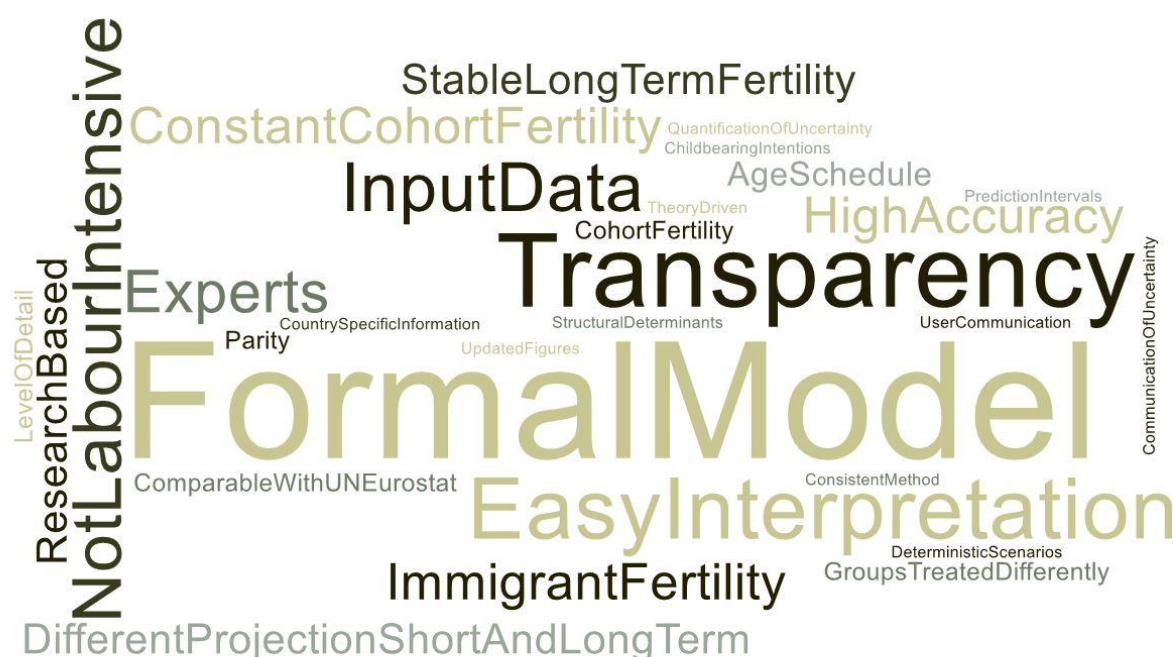 StableLongTermFertility
ConstantCohortFertility
QuantificationOfUncertainty
ChildbearingIntentions
InputData
AgeSchedule
PredictionIntervals
TheoryDriven
HighAccuracy
CohortFertility
Transparency
NotLabourIntensive
ResearchBased
LevelOfDetail
Experts
CountrySpecificInformation
StructuralDeterminants
UserCommunication
CommunicationOfUncertainty
Parity
UpdatedFigures
FormalModel
ComparableWithUNEurostat
ConsistentMethod
EasyInterpretation
DeterministicScenarios
ImmigrantFertility
GroupsTreatedDifferently
DifferentProjectionShortAndLongTerm